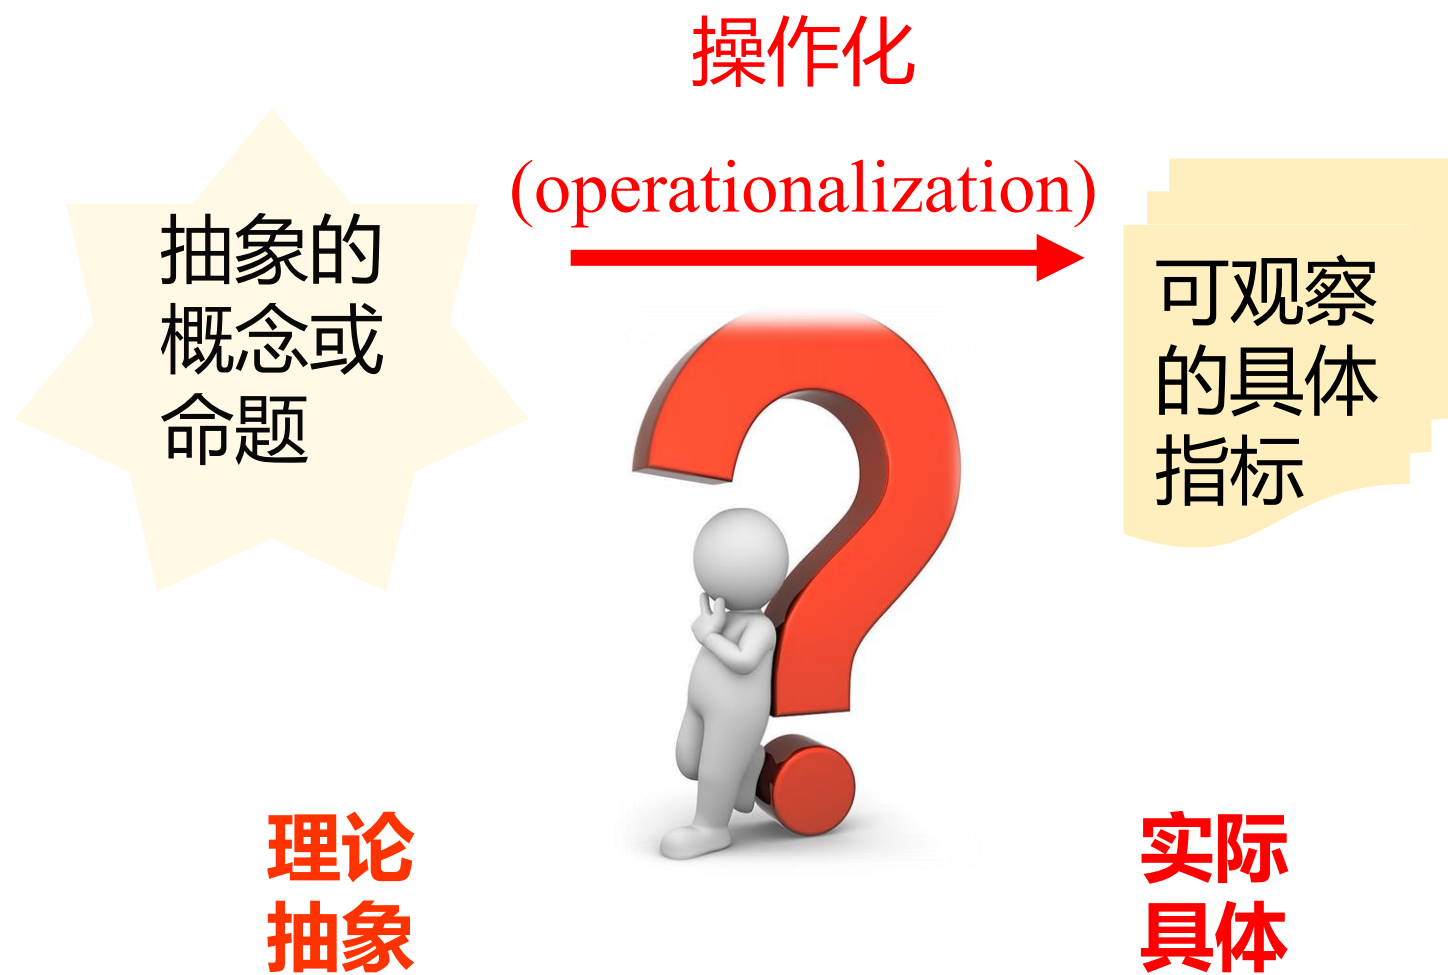 操作化
(operationalization)
抽象的
概念或
命题
可观察
的具体
指标
理论
抽象
实际
具体